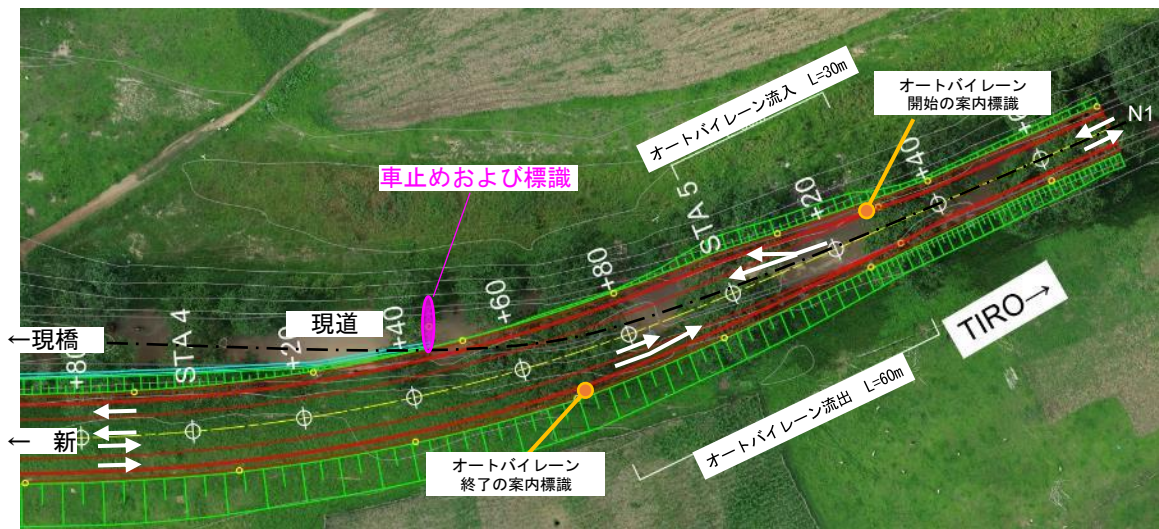 オートバイレーン流入 L=30m
オートバイレーン
開始の案内標識
N1
車止めおよび標識
+60
+40
+20
STA 5
+80
+60
+40
+20
STA 4
+80
現道
←現橋
TIRO→
← 新
オートバイレーン流出 L=60m
オートバイレーン
終了の案内標識